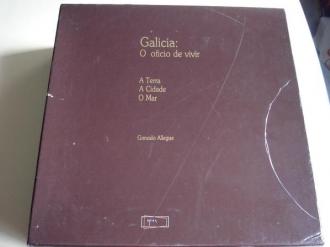 Galicia:
O oficio de vivir
A Terra
A Cidade
O Mar
Gonzalo Allegue